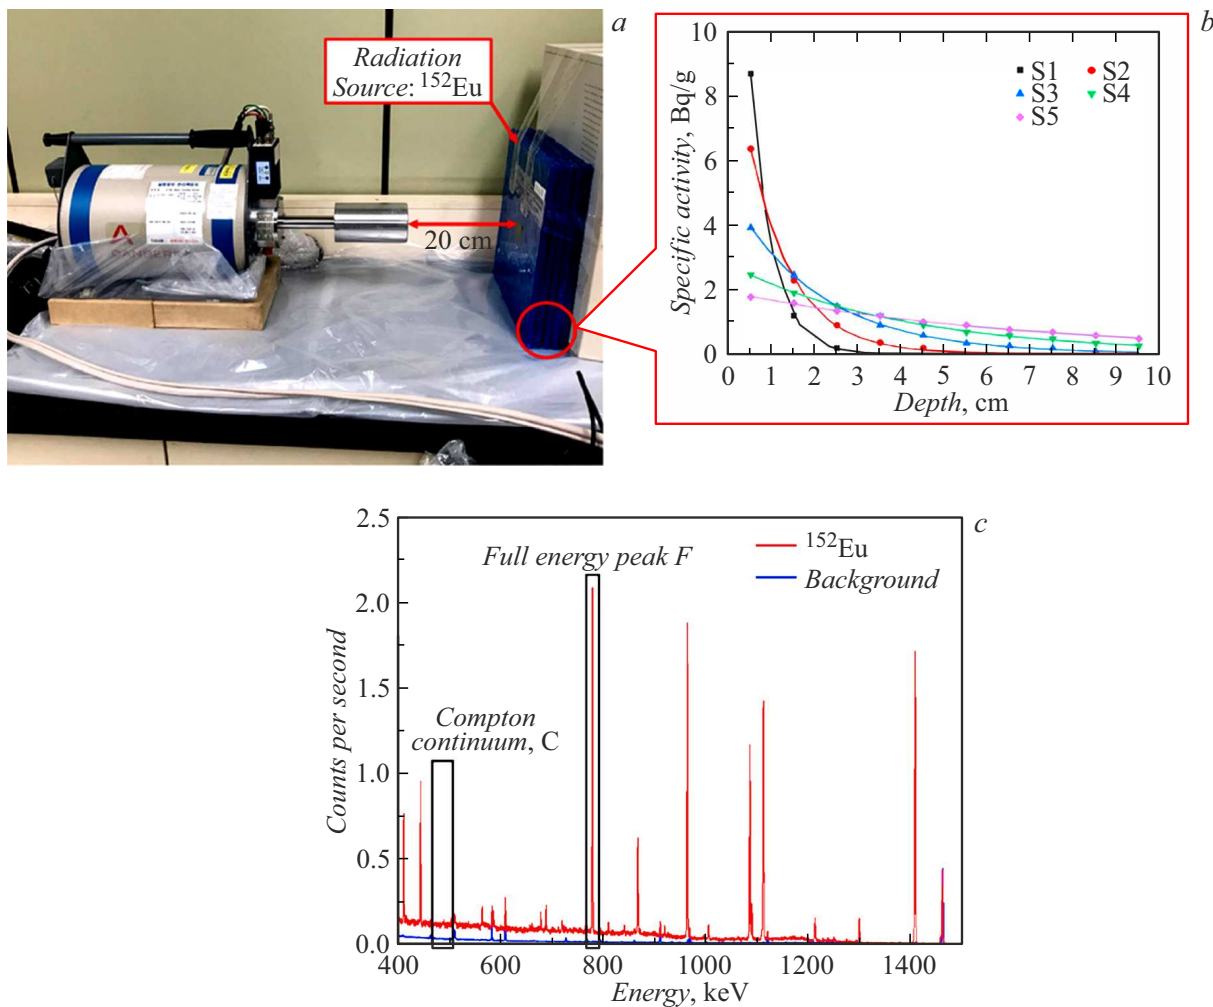 a
Radiation
Source: ¹⁵²Eu
20 cm
b
Specific activity, Bq/g
10
8
6
4
2
0
S1
S2
S3
S4
S5
0 1 2 3 4 5 6 7 8 9 10
Depth, cm
c
Counts per second
2.5
2.0
1.5
1.0
0.5
0.0
Full energy peak F
¹⁵²Eu
Background
Compton
continuum, C
400 600 800 1000 1200 1400
Energy, keV